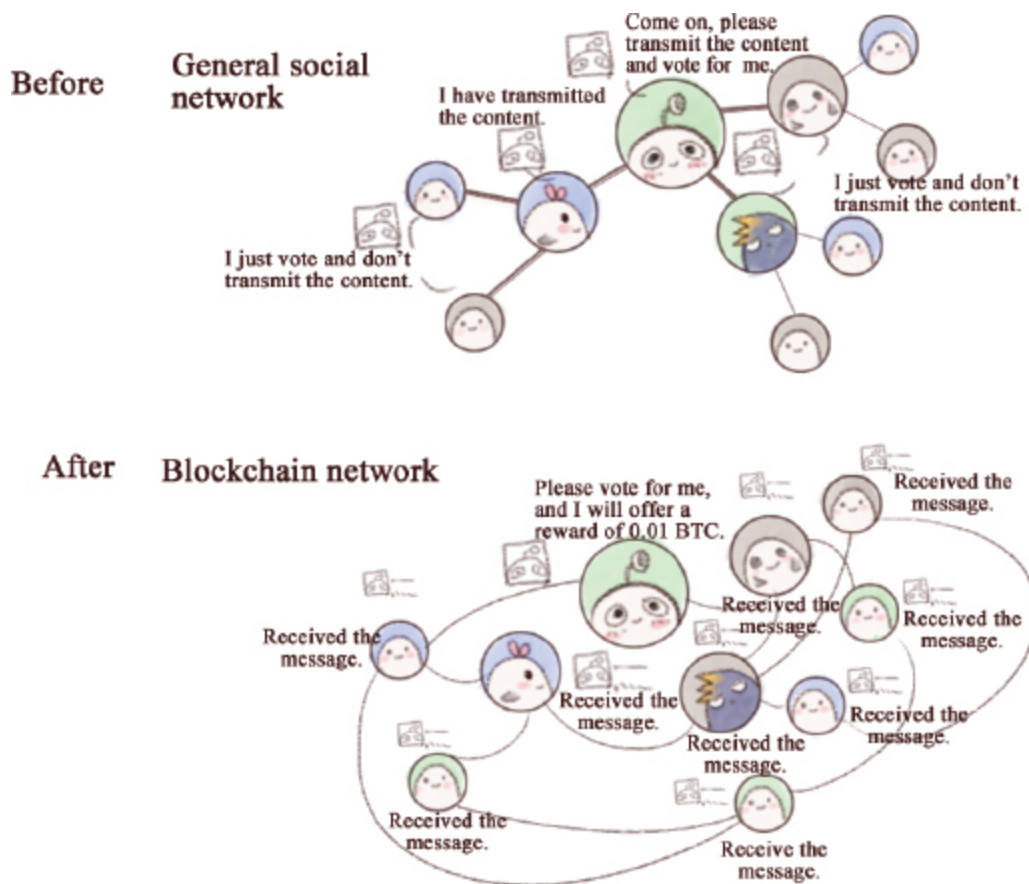 Before
General social
network
Come on, please
transmit the content
and vote for me.
I have transmitted
the content.
I just vote and don't
transmit the content.
I just vote and don't
transmit the content.
After
Blockchain network
Please vote for me,
and I will offer a
reward of 0.01 BTC.
Received the
message.
Received the
message.
Received the
message.
Received the
message.
Received the
message.
Received the
message.
Received the
message.
Received the
message.
Receive the
message.